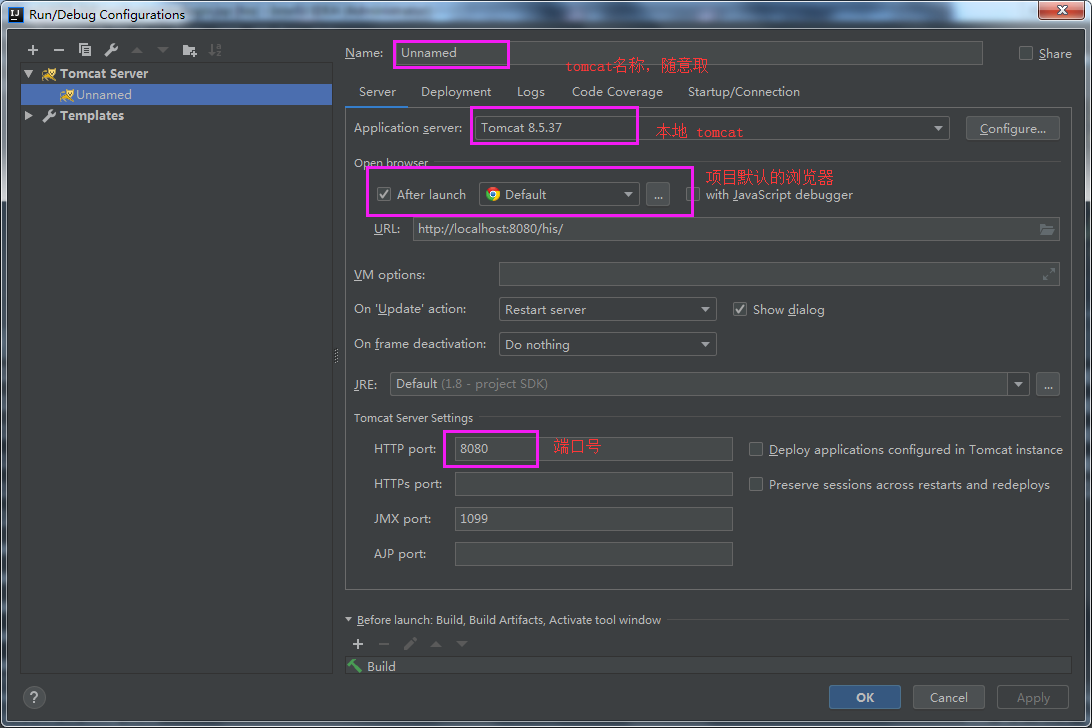 Run/Debug Configurations
Name: Unnamed
Share
tomcat名称，随意取
Tomcat Server
Unnamed
Templates
Server Deployment Logs Code Coverage Startup/Connection
Application server: Tomcat 8.5.37 本地 tomcat Configure...
Open browser
项目默认的浏览器
After launch Default ... with JavaScript debugger
URL: http://localhost:8080/his/
VM options:
On 'Update' action: Restart server Show dialog
On frame deactivation: Do nothing
JRE: Default (1.8 - project SDK) ...
Tomcat Server Settings
HTTP port: 8080 端口号 Deploy applications configured in Tomcat instance
HTTPs port: Preserve sessions across restarts and redeploys
JMX port: 1099
AJP port:
Before launch: Build, Build Artifacts, Activate tool window
Build
? OK Cancel Apply